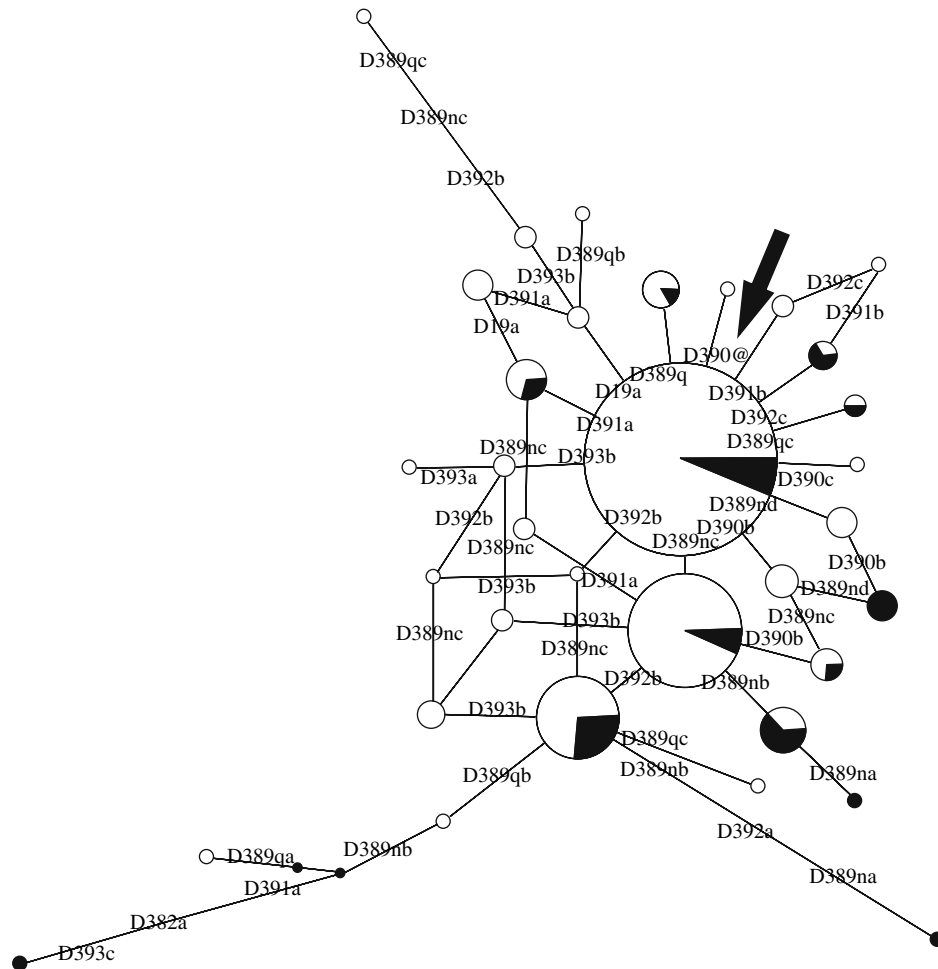 D389qc
D389nc
D392b
D389qb
D393b
D392c
D391a
D391b
D19a
D390@
D389q
D19a
D391b
D391a
D392c
D389qc
D389nc
D393b
D393a
D390c
D389nd
D392b
D392b
D390b
D389nc
D389nc
D390b
D391a
D393b
D389nd
D389nc
D393b
D389nc
D390b
D389nc
D392b
D389nb
D393b
D389qc
D389nb
D389qb
D389na
D392a
D389nb
D389qa
D389na
D391a
D382a
D393c